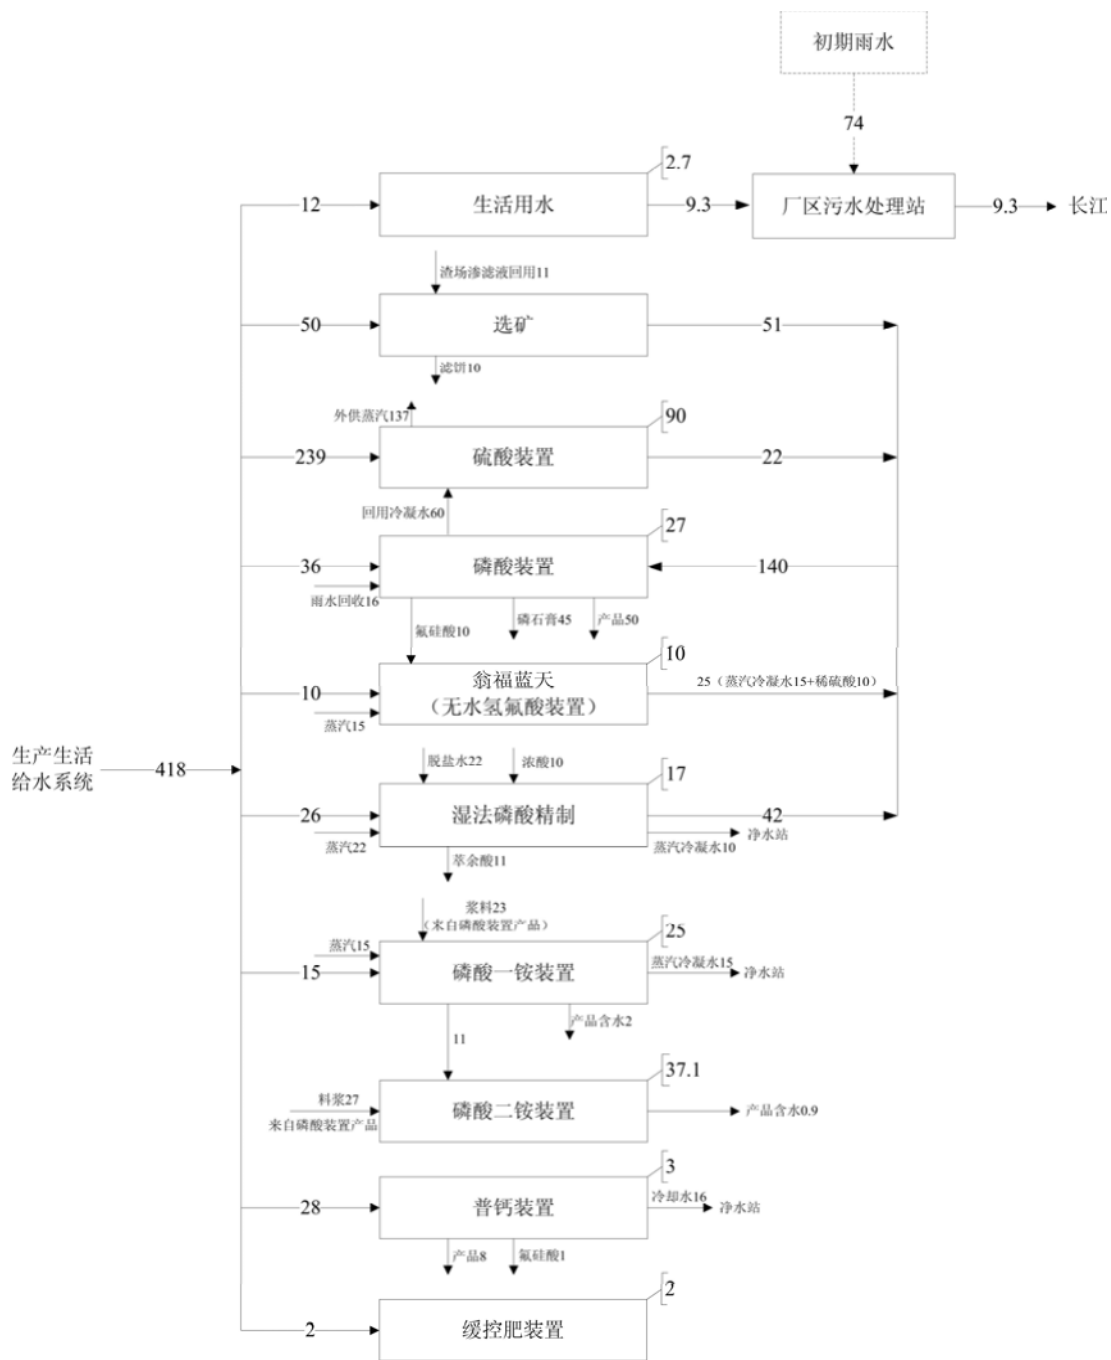 初期雨水
74
2.7
12
生活用水
9.3
厂区污水处理站
9.3
长江
渣场渗滤液回用11
50
选矿
51
滤饼10
外供蒸汽137
90
239
硫酸装置
22
回用冷凝水60
27
36
磷酸装置
140
雨水回收16
氟硅酸10
磷石膏45
产品50
10
翁福蓝天
25（蒸汽冷凝水15+稀硫酸10）
10
（无水氢氟酸装置）
蒸汽15
生产生活
给水系统
418
脱盐水22
浓酸10
17
26
湿法磷酸精制
42
蒸汽22
蒸汽冷凝水10
净水站
萃余酸11
浆料23
（来自磷酸装置产品）
25
蒸汽15
蒸汽冷凝水15
15
磷酸一铵装置
净水站
产品含水2
11
37.1
料浆27
磷酸二铵装置
产品含水0.9
来自磷酸装置产品
3
冷却水16
28
普钙装置
净水站
产品8
氟硅酸1
2
2
缓控肥装置